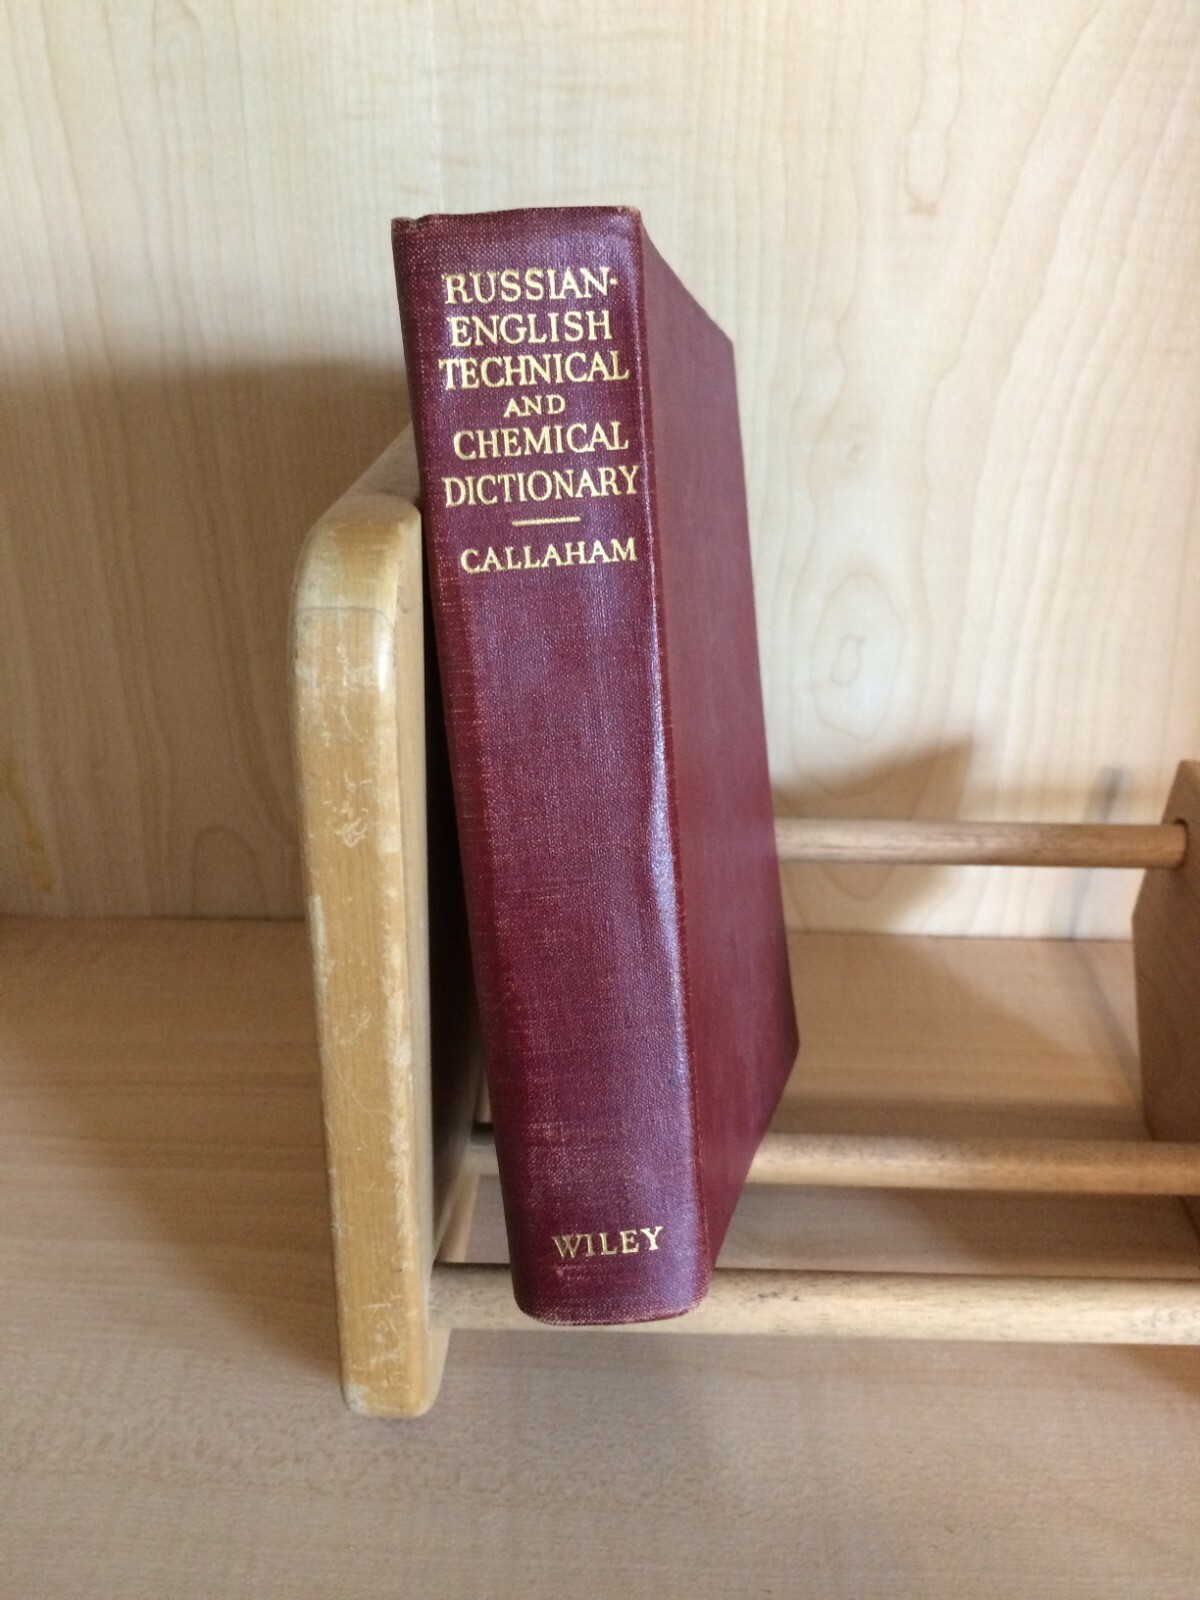 RUSSIAN-
ENGLISH
TECHNICAL
AND
CHEMICAL
DICTIONARY
CALLAHAM
WILEY